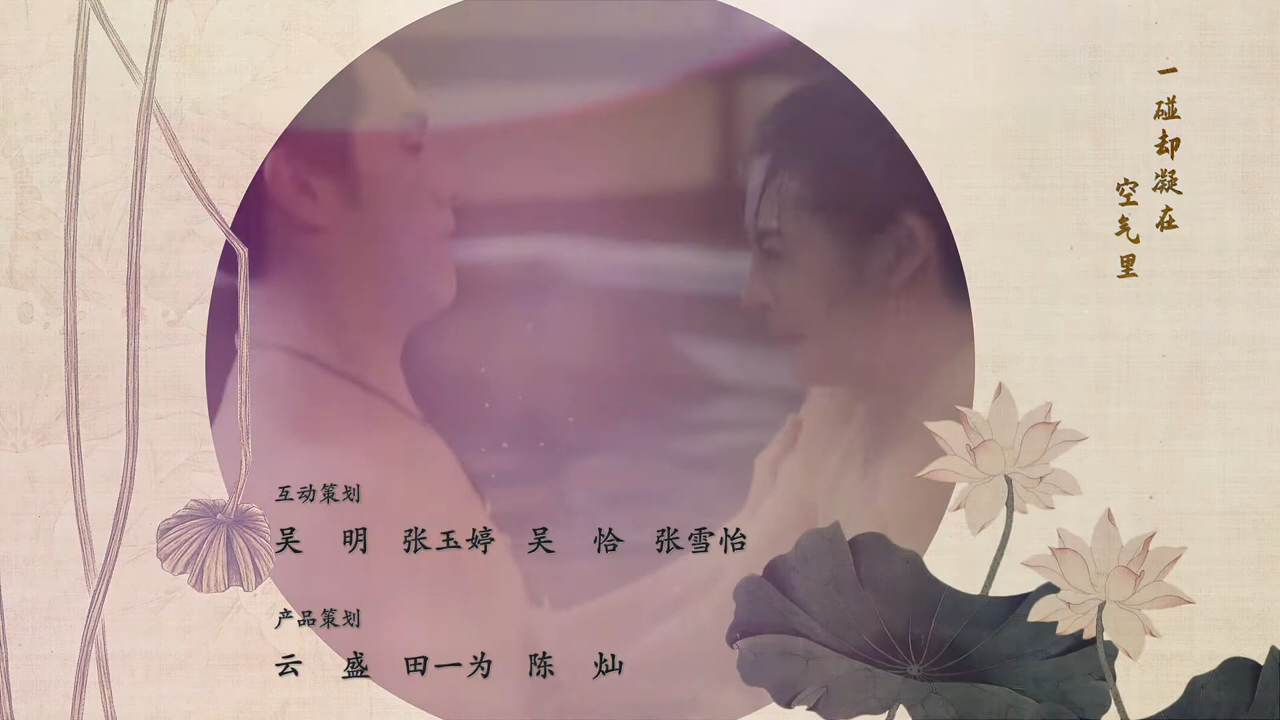 一碰却凝在
空气里
互动策划
吴 明 张玉婷 吴 恰 张雪怡
产品策划
云 盛 田一为 陈 灿